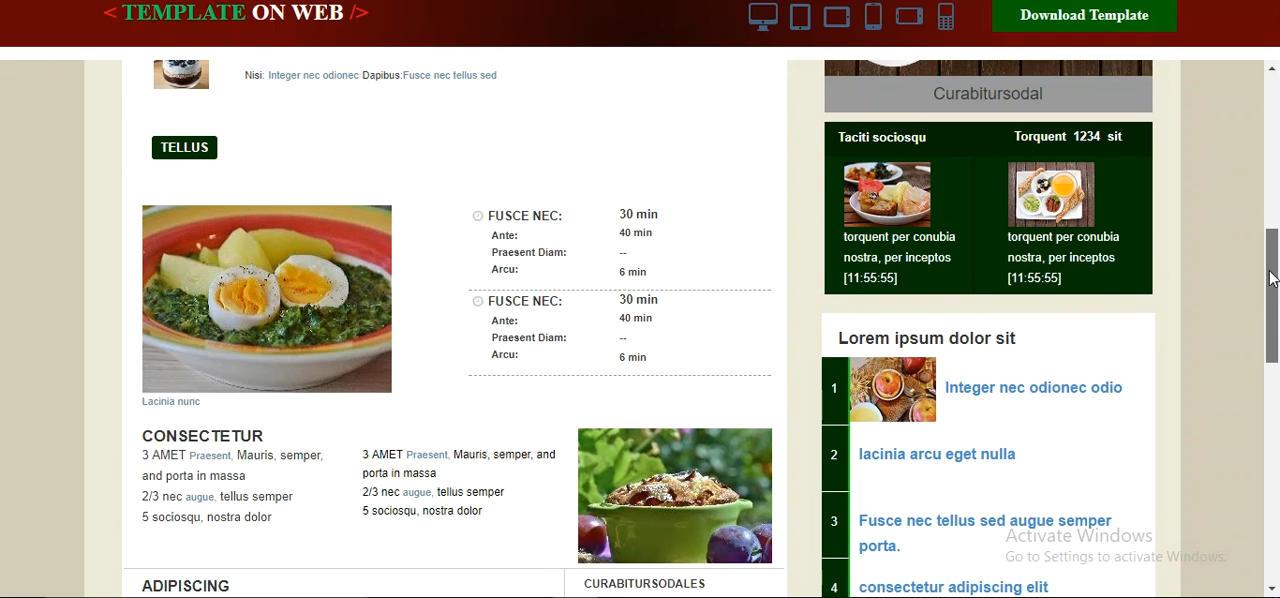 < TEMPLATE ON WEB />
Download Template
Nisi: Integer nec odionec Dapibus:Fusce nec tellus sed
TELLUS
FUSCE NEC: 30 min
Ante: 40 min
Praesent Diam: --
Arcu: 6 min
FUSCE NEC: 30 min
Ante: 40 min
Praesent Diam: --
Arcu: 6 min
Lacinia nunc
CONSECTETUR
3 AMET Praesent, Mauris, semper,
and porta in massa
2/3 nec augue, tellus semper
5 sociosqu, nostra dolor
3 AMET Praesent, Mauris, semper, and
porta in massa
2/3 nec augue, tellus semper
5 sociosqu, nostra dolor
ADIPISCING
CURABITURSODALES
Curabitursodal
Taciti sociosqu
Torquent 1234 sit
torquent per conubia
nostra, per inceptos
[11:55:55]
torquent per conubia
nostra, per inceptos
[11:55:55]
Lorem ipsum dolor sit
1 Integer nec odionec odio
2 lacinia arcu eget nulla
3 Fusce nec tellus sed augue semper
porta.
4 consectetur adipiscing elit
Activate Windows
Go to Settings to activate Windows.